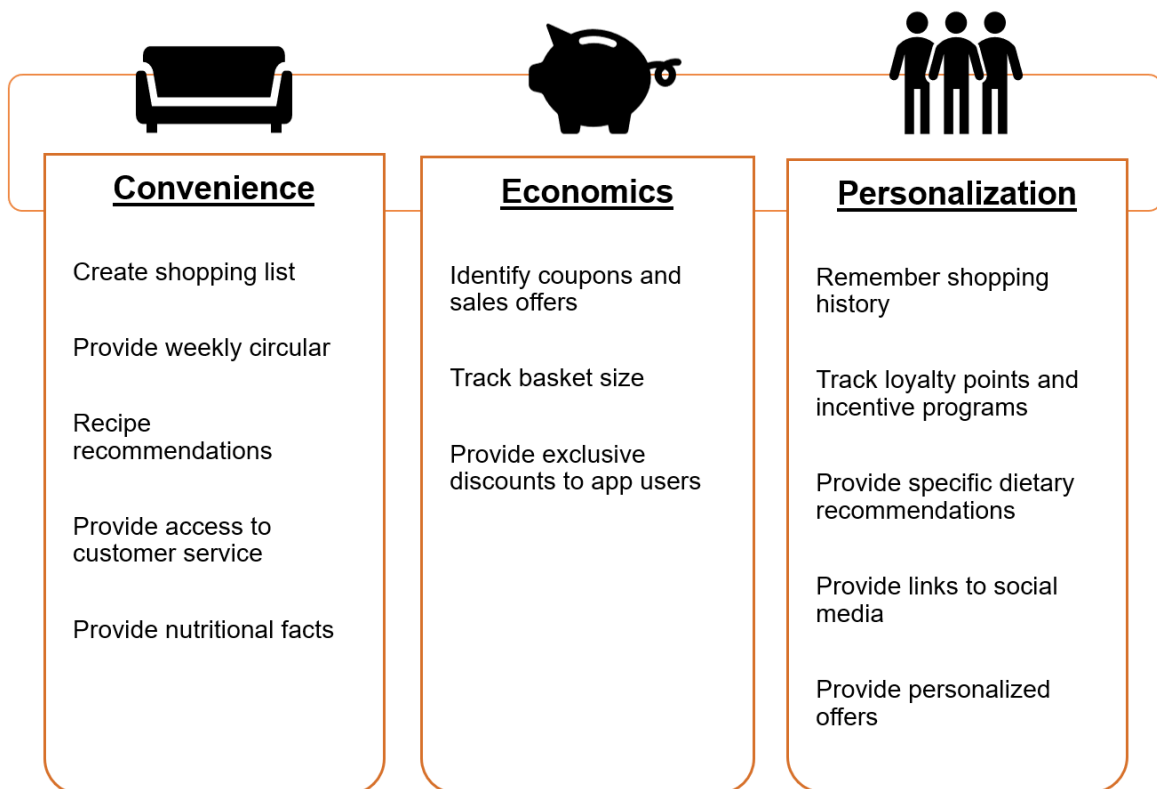 Convenience
Create shopping list
Provide weekly circular
Recipe
recommendations
Provide access to
customer service
Provide nutritional facts
Economics
Identify coupons and
sales offers
Track basket size
Provide exclusive
discounts to app users
Personalization
Remember shopping
history
Track loyalty points and
incentive programs
Provide specific dietary
recommendations
Provide links to social
media
Provide personalized
offers